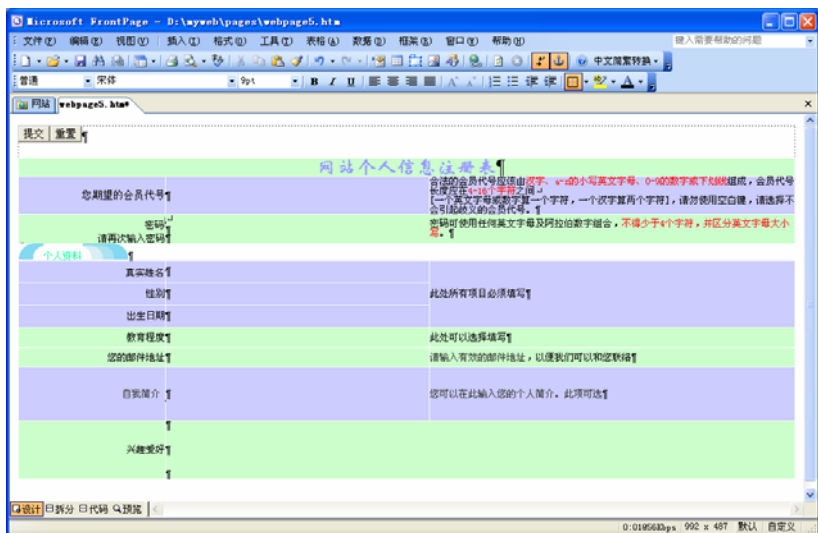 Microsoft FrontPage - D:\myweb\pages\webpage5.htm
文件(F) 编辑(E) 视图(V) 插入(I) 格式(O) 工具(T) 表格(A) 数据(D) 框架(R) 窗口(W) 帮助(H) 键入需要帮助的问题
中文简繁转换
普通 宋体 9pt B I U
网站 webpage5.htm*
提交 重置
网站个人信息注册表
您期望的会员代号
合法的会员代号应该由汉字、a-z的小写英文字母、0-9的数字或下划线组成，会员代号
长度应在4-16个字符之间
[一个英文字母或数字算一个字符，一个汉字算两个字符]，请勿使用空白键，请选择不
会引起歧义的会员代号。
密码
请再次输入密码
密码可使用任何英文字母及阿拉伯数字组合，不得少于4个字符，并区分英文字母大小
写。
个人资料
真实姓名
性别 此处所有项目必须填写
出生日期
教育程度 此处可以选择填写
您的邮件地址 请输入有效的邮件地址，以便我们可以和您联络
自我简介 您可以在此输入您的个人简介。此项可选
兴趣爱好
设计 拆分 代码 预览
992 x 487 默认 自定义